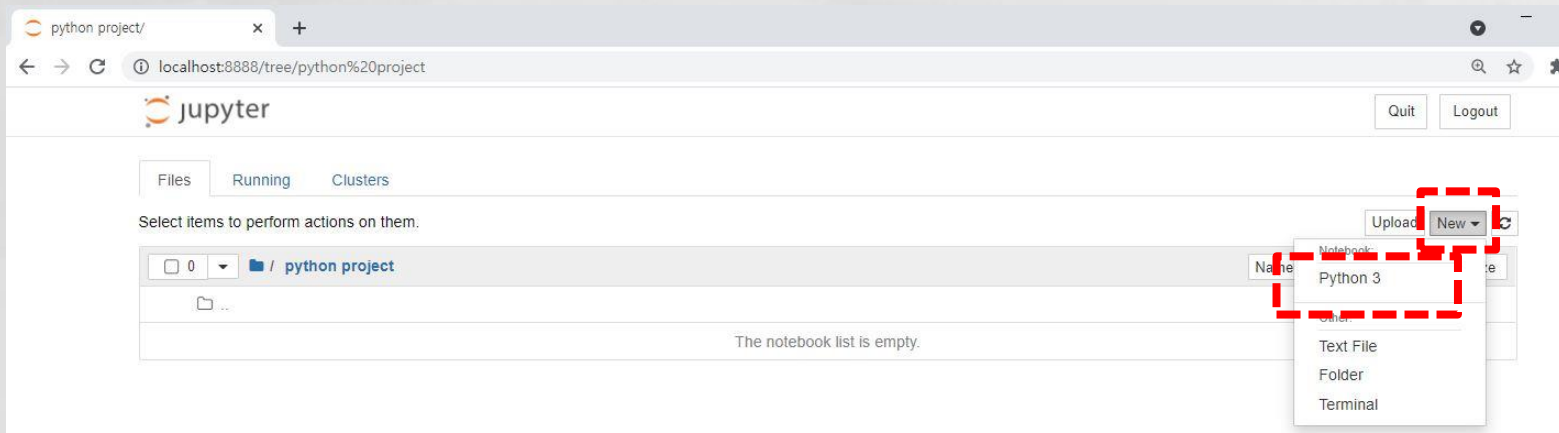 python project/
localhost:8888/tree/python%20project
jupyter
Quit Logout
Files Running Clusters
Select items to perform actions on them.
Upload New
Notebook:
0 / python project
Name
Python 3
..
Other:
The notebook list is empty.
Text File
Folder
Terminal